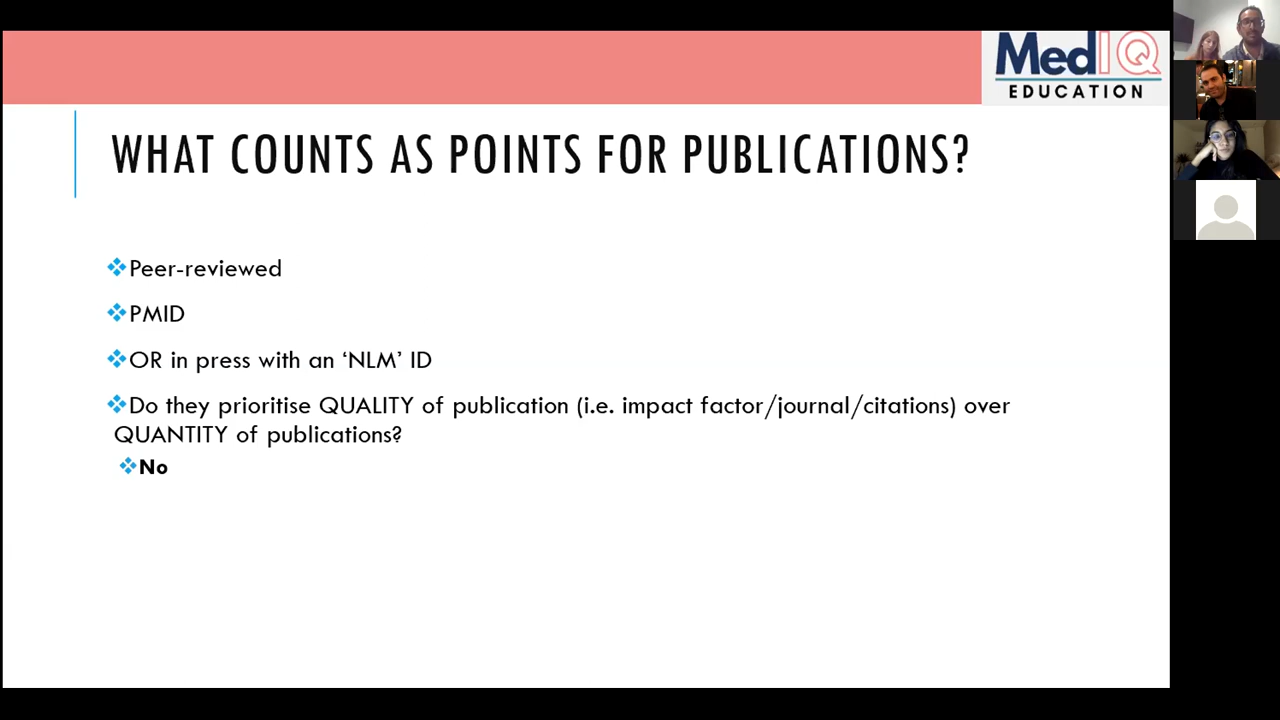 MedIQ
EDUCATION
WHAT COUNTS AS POINTS FOR PUBLICATIONS?
Peer-reviewed
PMID
OR in press with an ‘NLM’ ID
Do they prioritise QUALITY of publication (i.e. impact factor/journal/citations) over
QUANTITY of publications?
No